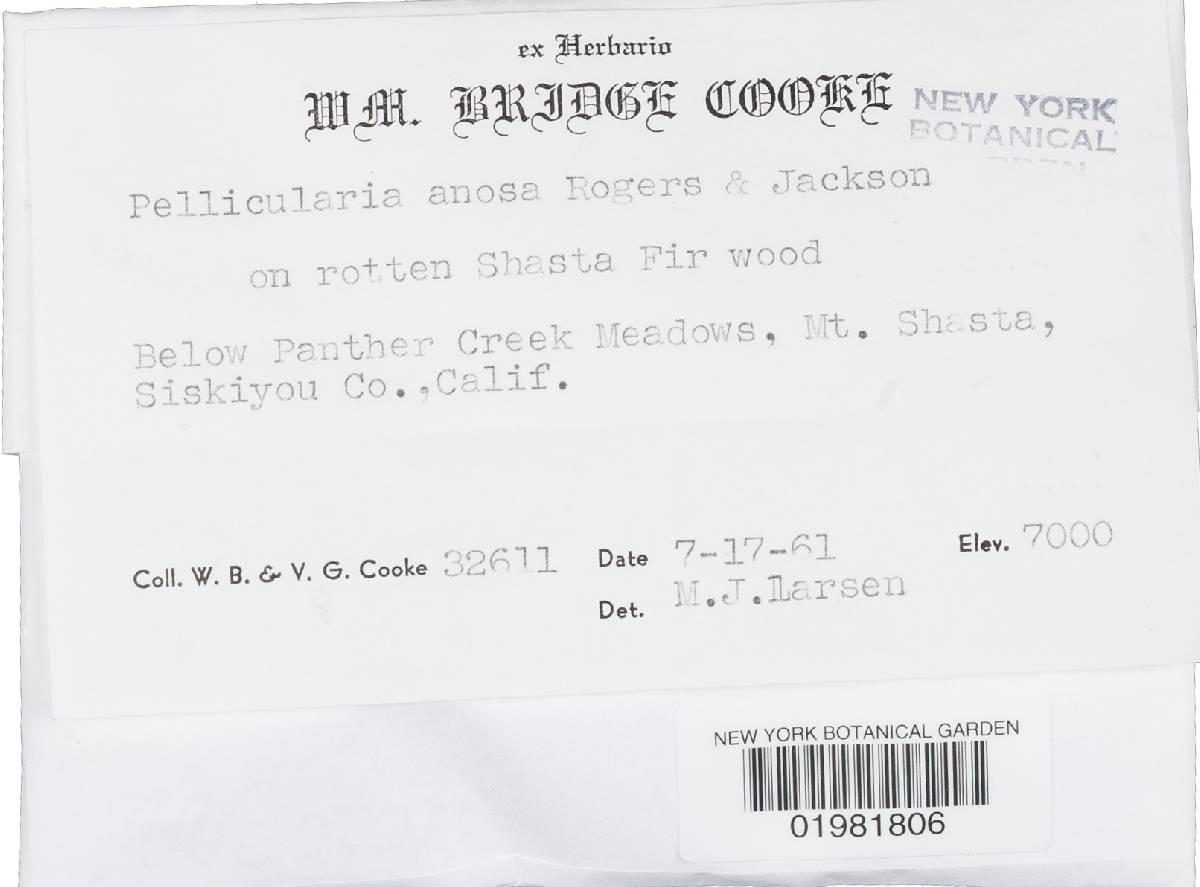 ex Herbario
WM. BRIDGE COOKE
NEW YORK
BOTANICAL
Pellicularia anosa Rogers & Jackson
on rotten Shasta Fir wood
Below Panther Creek Meadows, Mt. Shasta,
Siskiyou Co.,Calif.
Coll. W. B. & V. G. Cooke 32611 Date 7-17-61 Elev. 7000
Det. M.J.Larsen
NEW YORK BOTANICAL GARDEN
01981806